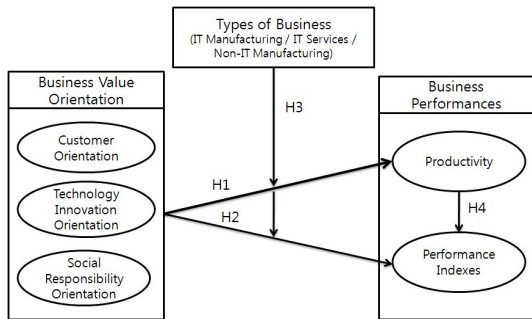 Types of Business
(IT Manufacturing / IT Services /
Non-IT Manufacturing)
Business Value
Orientation
Customer
Orientation
Technology
Innovation
Orientation
Social
Responsibility
Orientation
H1
H2
H3
Business
Performances
Productivity
H4
Performance
Indexes